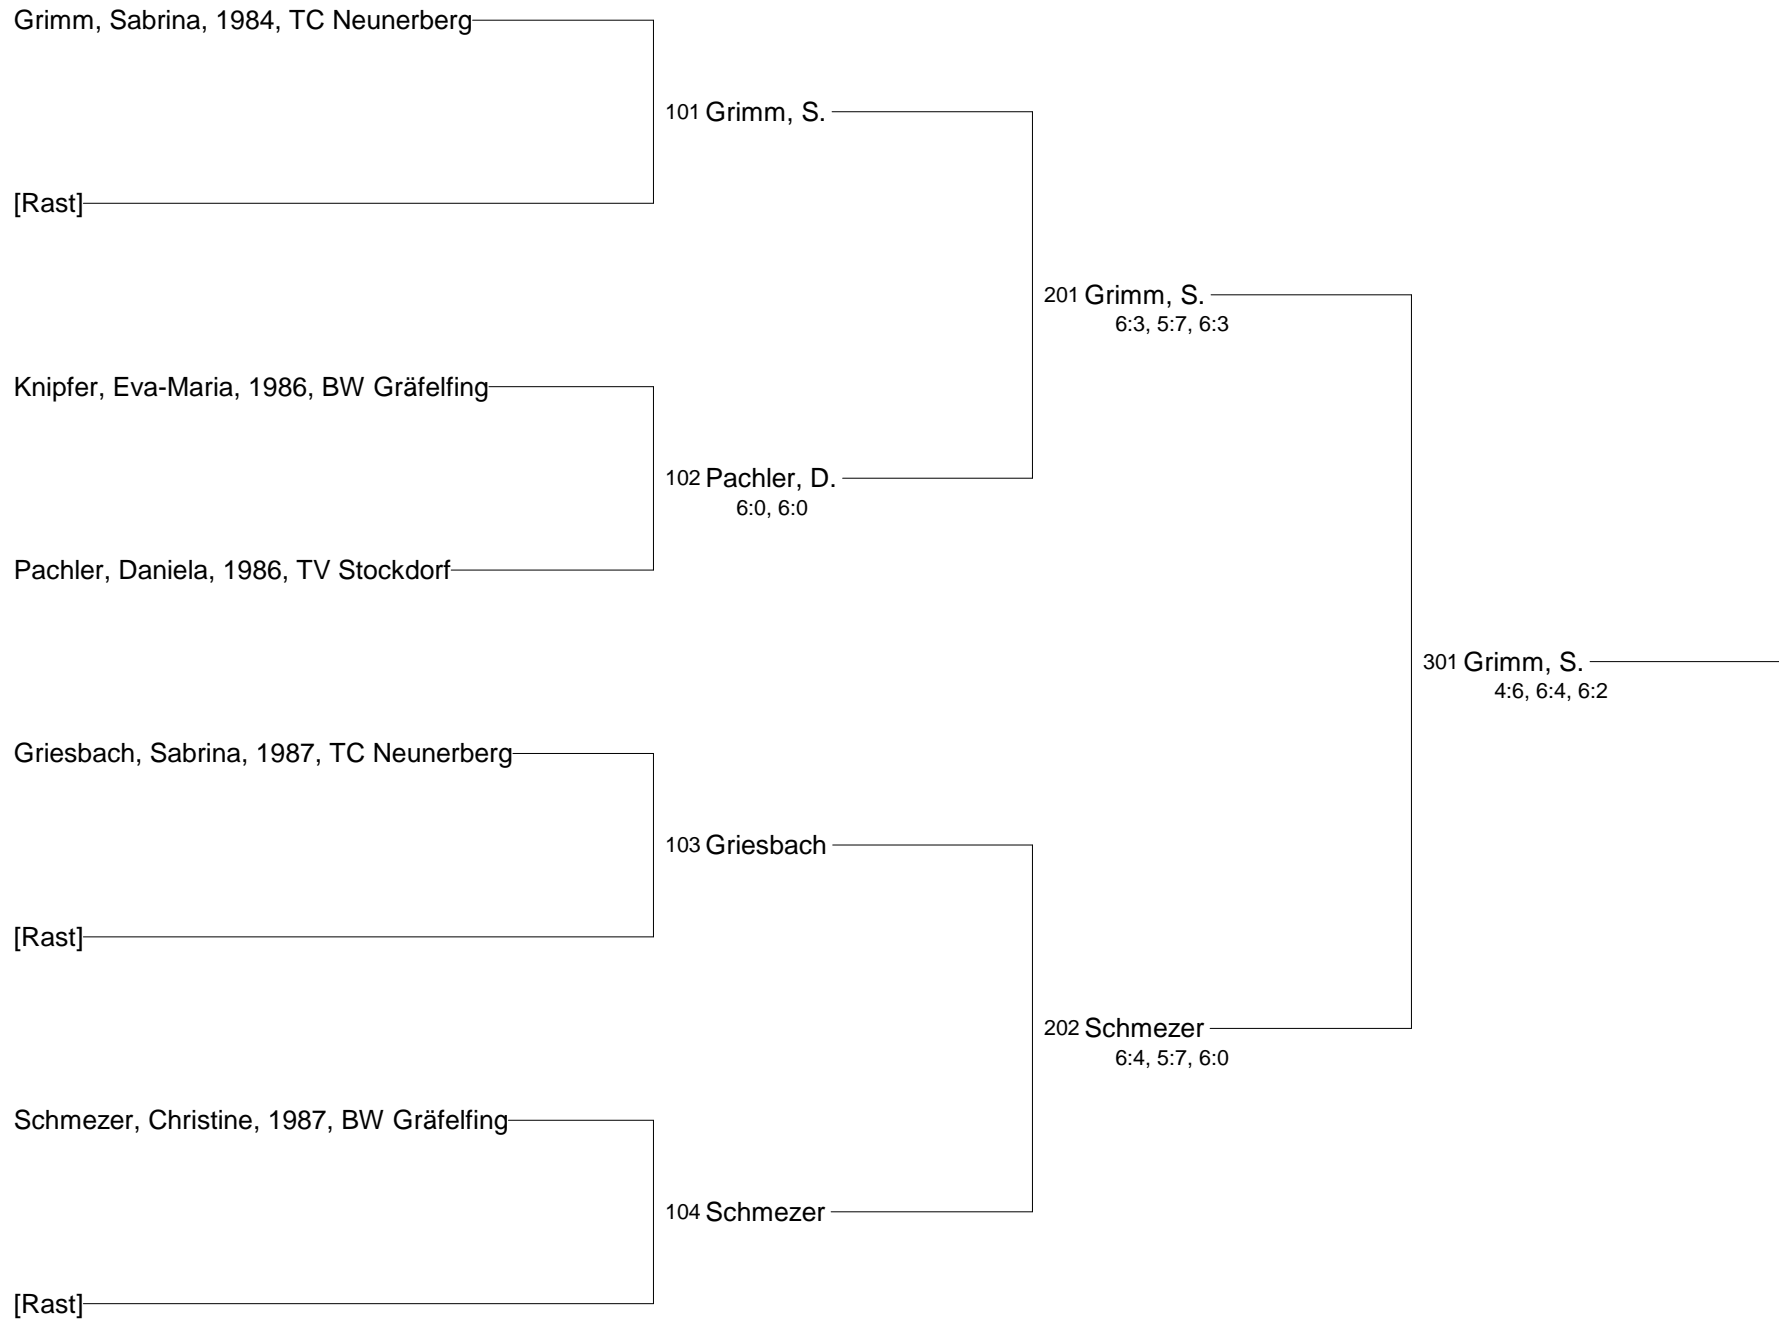 Grimm, Sabrina, 1984, TC Neunerberg
101 Grimm, S.
[Rast]
201 Grimm, S.
6:3, 5:7, 6:3
Knipfer, Eva-Maria, 1986, BW Gräfelfing
102 Pachler, D.
6:0, 6:0
Pachler, Daniela, 1986, TV Stockdorf
301 Grimm, S.
4:6, 6:4, 6:2
Griesbach, Sabrina, 1987, TC Neunerberg
103 Griesbach
[Rast]
202 Schmezer
6:4, 5:7, 6:0
Schmezer, Christine, 1987, BW Gräfelfing
104 Schmezer
[Rast]